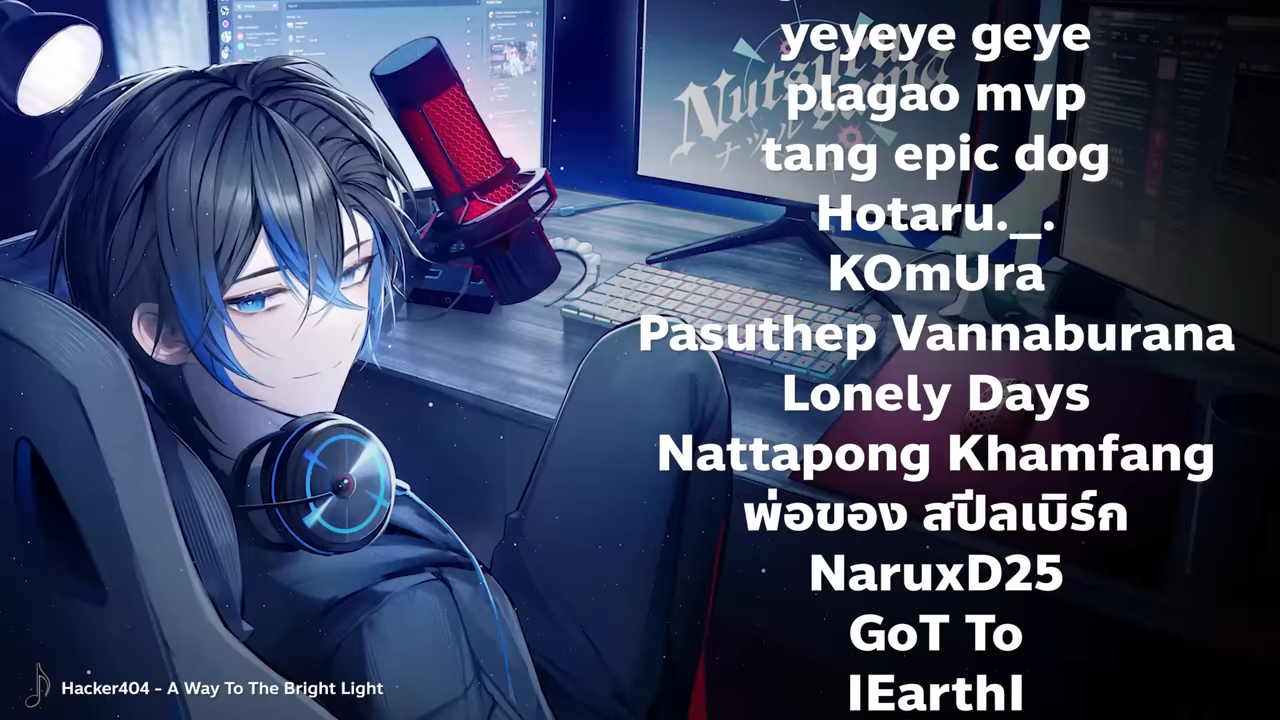 yeyeye geye
plagao mvp
tang epic dog
Hotaru._.
KOmUra
Pasuthep Vannaburana
Lonely Days
Nattapong Khamfang
พ่อของ สปีลเบิร์ก
NaruxD25
GoT To
lEarthl
Hacker404 - A Way To The Bright Light